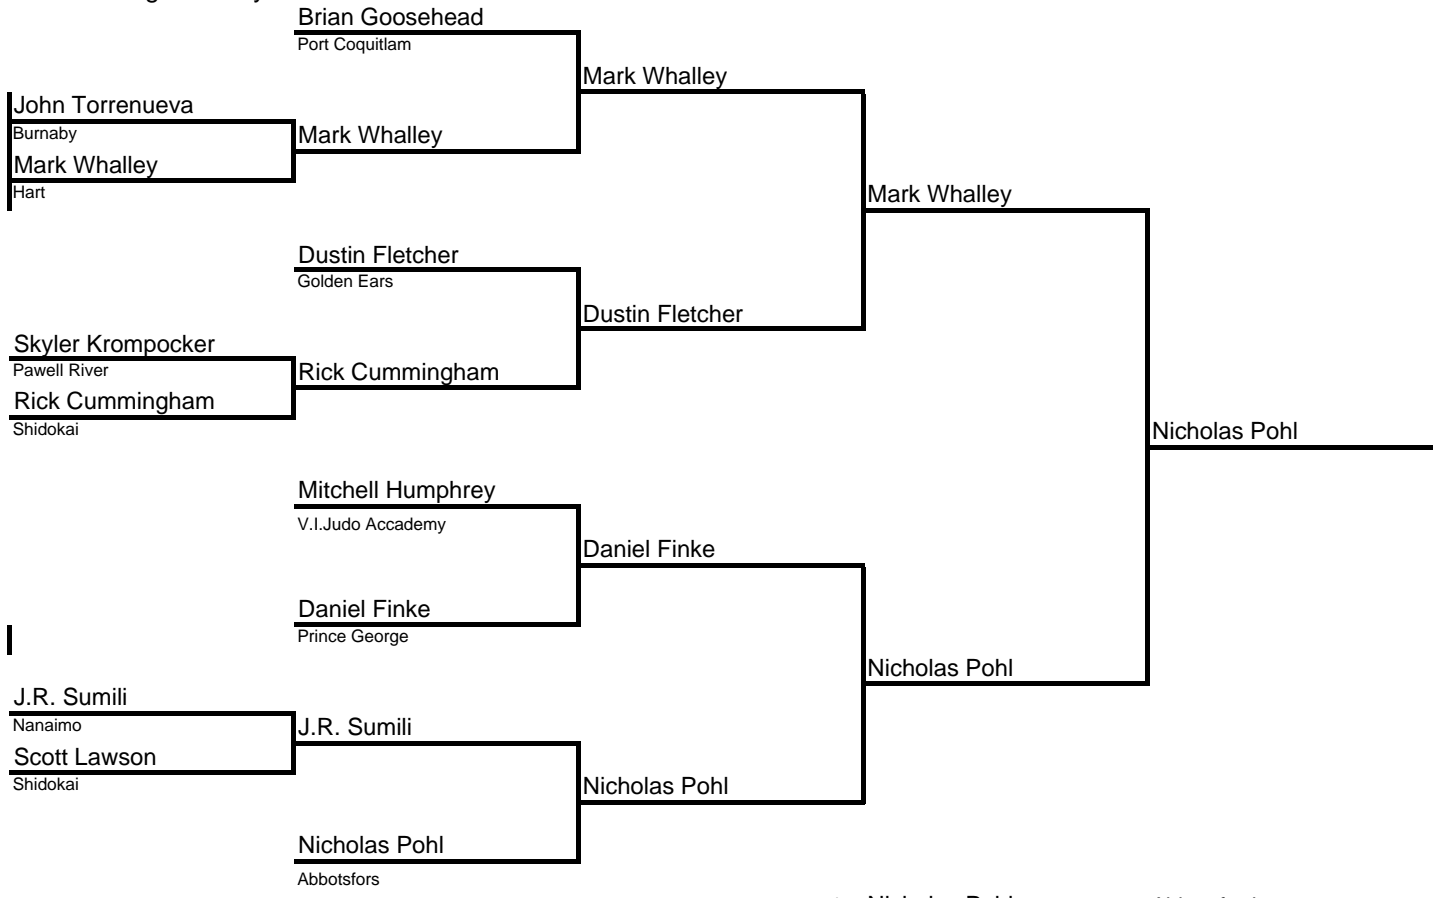 Brian Goosehead
Port Coquitlam
Mark Whalley
John Torrenueva
Burnaby
Mark Whalley
Mark Whalley
Hart
Mark Whalley
Dustin Fletcher
Golden Ears
Dustin Fletcher
Skyler Krompocker
Pawell River
Rick Cummingham
Rick Cummingham
Shidokai
Nicholas Pohl
Mitchell Humphrey
V.I.Judo Accademy
Daniel Finke
Daniel Finke
Prince George
Nicholas Pohl
J.R. Sumili
Nanaimo
J.R. Sumili
Scott Lawson
Shidokai
Nicholas Pohl
Nicholas Pohl
Abbotsfors
Nicholas Pohl